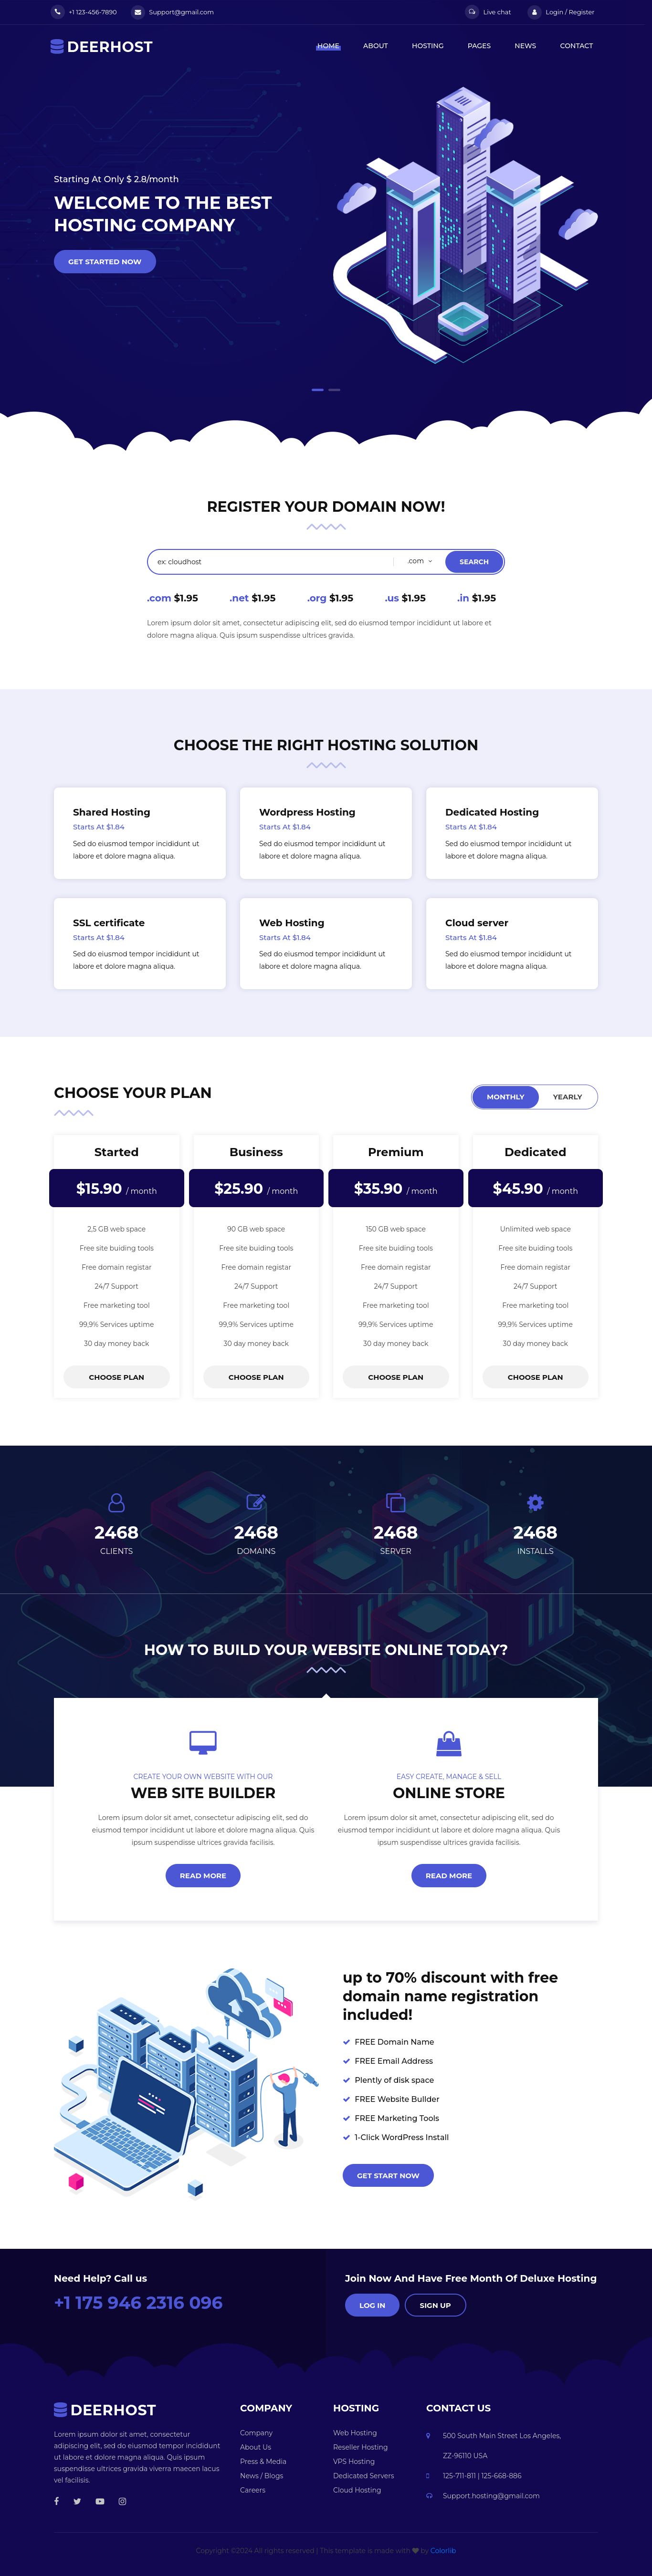 +1 123-456-7890
Support@gmail.com
Live chat
Login / Register
DEERHOST
HOME
ABOUT
HOSTING
PAGES
NEWS
CONTACT
Starting At Only $ 2.8/month
WELCOME TO THE BEST
HOSTING COMPANY
GET STARTED NOW
REGISTER YOUR DOMAIN NOW!
ex: cloudhost
.com
SEARCH
.com $1.95
.net $1.95
.org $1.95
.us $1.95
.in $1.95
Lorem ipsum dolor sit amet, consectetur adipiscing elit, sed do eiusmod tempor incididunt ut labore et
dolore magna aliqua. Quis ipsum suspendisse ultrices gravida.
CHOOSE THE RIGHT HOSTING SOLUTION
Shared Hosting
Starts At $1.84
Sed do eiusmod tempor incididunt ut
labore et dolore magna aliqua.
Wordpress Hosting
Starts At $1.84
Sed do eiusmod tempor incididunt ut
labore et dolore magna aliqua.
Dedicated Hosting
Starts At $1.84
Sed do eiusmod tempor incididunt ut
labore et dolore magna aliqua.
SSL certificate
Starts At $1.84
Sed do eiusmod tempor incididunt ut
labore et dolore magna aliqua.
Web Hosting
Starts At $1.84
Sed do eiusmod tempor incididunt ut
labore et dolore magna aliqua.
Cloud server
Starts At $1.84
Sed do eiusmod tempor incididunt ut
labore et dolore magna aliqua.
CHOOSE YOUR PLAN
MONTHLY
YEARLY
Started
$15.90 / month
2,5 GB web space
Free site buiding tools
Free domain registar
24/7 Support
Free marketing tool
99,9% Services uptime
30 day money back
CHOOSE PLAN
Business
$25.90 / month
90 GB web space
Free site buiding tools
Free domain registar
24/7 Support
Free marketing tool
99,9% Services uptime
30 day money back
CHOOSE PLAN
Premium
$35.90 / month
150 GB web space
Free site buiding tools
Free domain registar
24/7 Support
Free marketing tool
99,9% Services uptime
30 day money back
CHOOSE PLAN
Dedicated
$45.90 / month
Unlimited web space
Free site buiding tools
Free domain registar
24/7 Support
Free marketing tool
99,9% Services uptime
30 day money back
CHOOSE PLAN
2468
CLIENTS
2468
DOMAINS
2468
SERVER
2468
INSTALLS
HOW TO BUILD YOUR WEBSITE ONLINE TODAY?
CREATE YOUR OWN WEBSITE WITH OUR
WEB SITE BUILDER
Lorem ipsum dolor sit amet, consectetur adipiscing elit, sed do
eiusmod tempor incididunt ut labore et dolore magna aliqua. Quis
ipsum suspendisse ultrices gravida facilisis.
READ MORE
EASY CREATE, MANAGE & SELL
ONLINE STORE
Lorem ipsum dolor sit amet, consectetur adipiscing elit, sed do
eiusmod tempor incididunt ut labore et dolore magna aliqua. Quis
ipsum suspendisse ultrices gravida facilisis.
READ MORE
up to 70% discount with free
domain name registration
included!
FREE Domain Name
FREE Email Address
Plently of disk space
FREE Website Bullder
FREE Marketing Tools
1-Click WordPress Install
GET START NOW
Need Help? Call us
+1 175 946 2316 096
Join Now And Have Free Month Of Deluxe Hosting
LOG IN
SIGN UP
DEERHOST
Lorem ipsum dolor sit amet, consectetur
adipiscing elit, sed do eiusmod tempor incididunt
ut labore et dolore magna aliqua. Quis ipsum
suspendisse ultrices gravida viverra maecen lacus
vel facilisis.
COMPANY
Company
About Us
Press & Media
News / Blogs
Careers
HOSTING
Web Hosting
Reseller Hosting
VPS Hosting
Dedicated Servers
Cloud Hosting
CONTACT US
500 South Main Street Los Angeles,
ZZ-96110 USA
125-711-811 | 125-668-886
Support.hosting@gmail.com
Copyright ©2024 All rights reserved | This template is made with by Colorlib